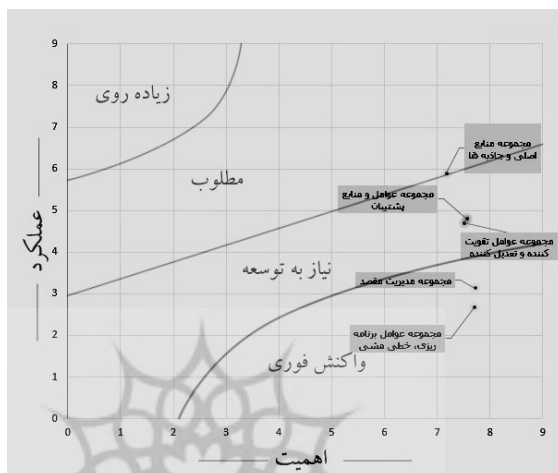 9
8
7
6
5
4
3
2
1
0
0 1 2 3 4 5 6 7 8 9
عملکرد
اهمیت
زیاده روی
مطلوب
نیاز به توسعه
واکنش فوری
مجموعه منابع
اصلی و جاذبه ها
مجموعه عوامل و منابع
پشتیبان
مجموعه عوامل تقویت
کننده و تعدیل کننده
مجموعه مدیریت مقصد
مجموعه عوامل برنامه
ریزی، خطی مشی